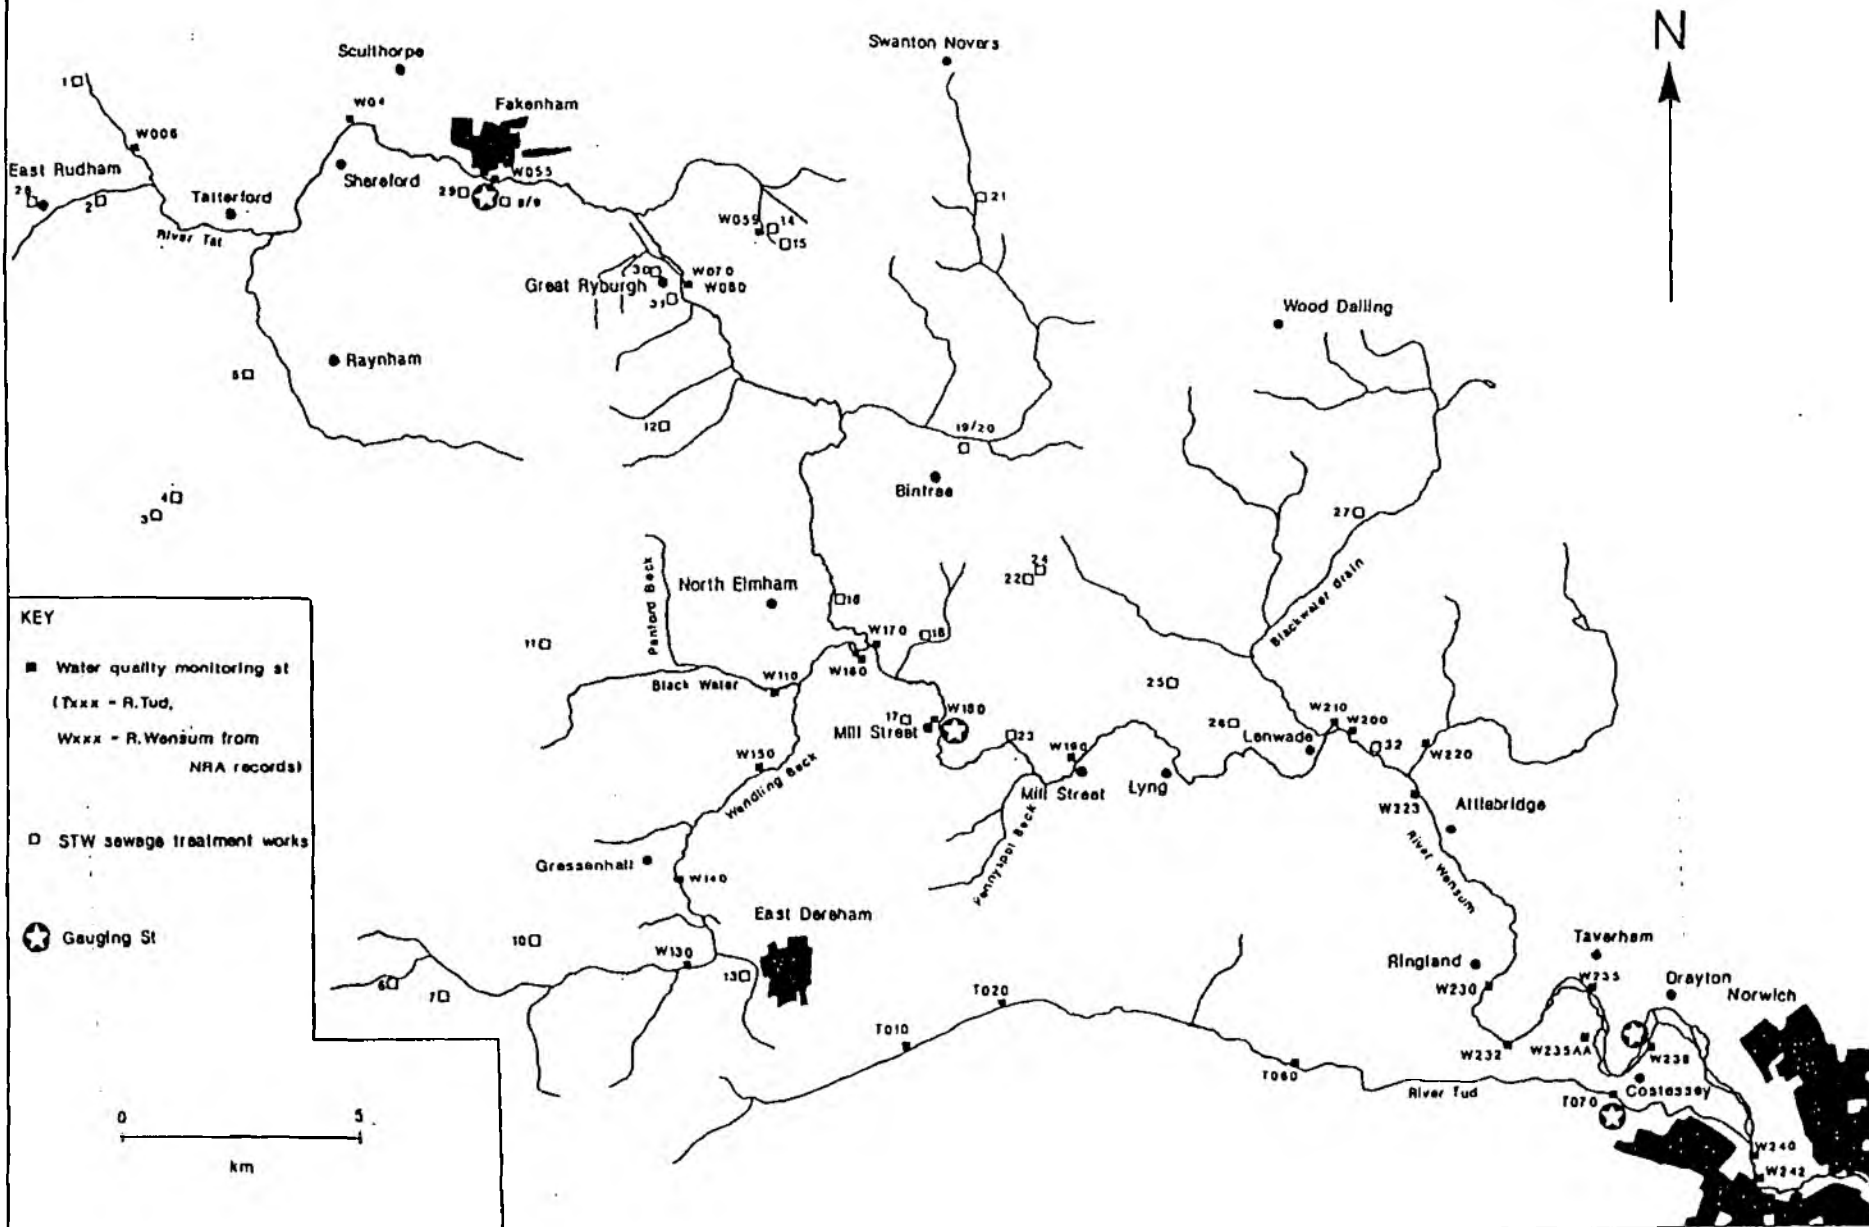 N
Sculthorpe
Swanton Novers
1
W04
Fakenham
W006
East Rudham
28
2
Tatterford
River Tat
Shereford
W055
29
8/9
W059
14
15
21
30
Great Ryburgh
31
W070
W080
Wood Dalling
Raynham
5
12
19/20
Bintree
4
3
27
Panford Beck
North Elmham
24
22
16
11
W170
18
Blackwater drain
KEY
Water quality monitoring st
(Txxx - R.Tud,
Wxxx - R.Wensum from
NRA records)
STW sewage treatment works
Gauging St
Black Water
W110
W160
25
17
W180
Mill Street
23
W190
Mill Street
Lyng
26
Lenwade
W210
W200
32
W220
W223
Attlebridge
W150
Wendling Beck
Pennyspot Beck
River Wensum
Gressenhall
W140
East Dereham
10
W130
13
6
7
Ringland
Taverham
W235
Drayton
Norwich
W230
T020
T010
W232
W235AA
W238
Costessey
T060
River Tud
T070
W240
W242
0
5
km